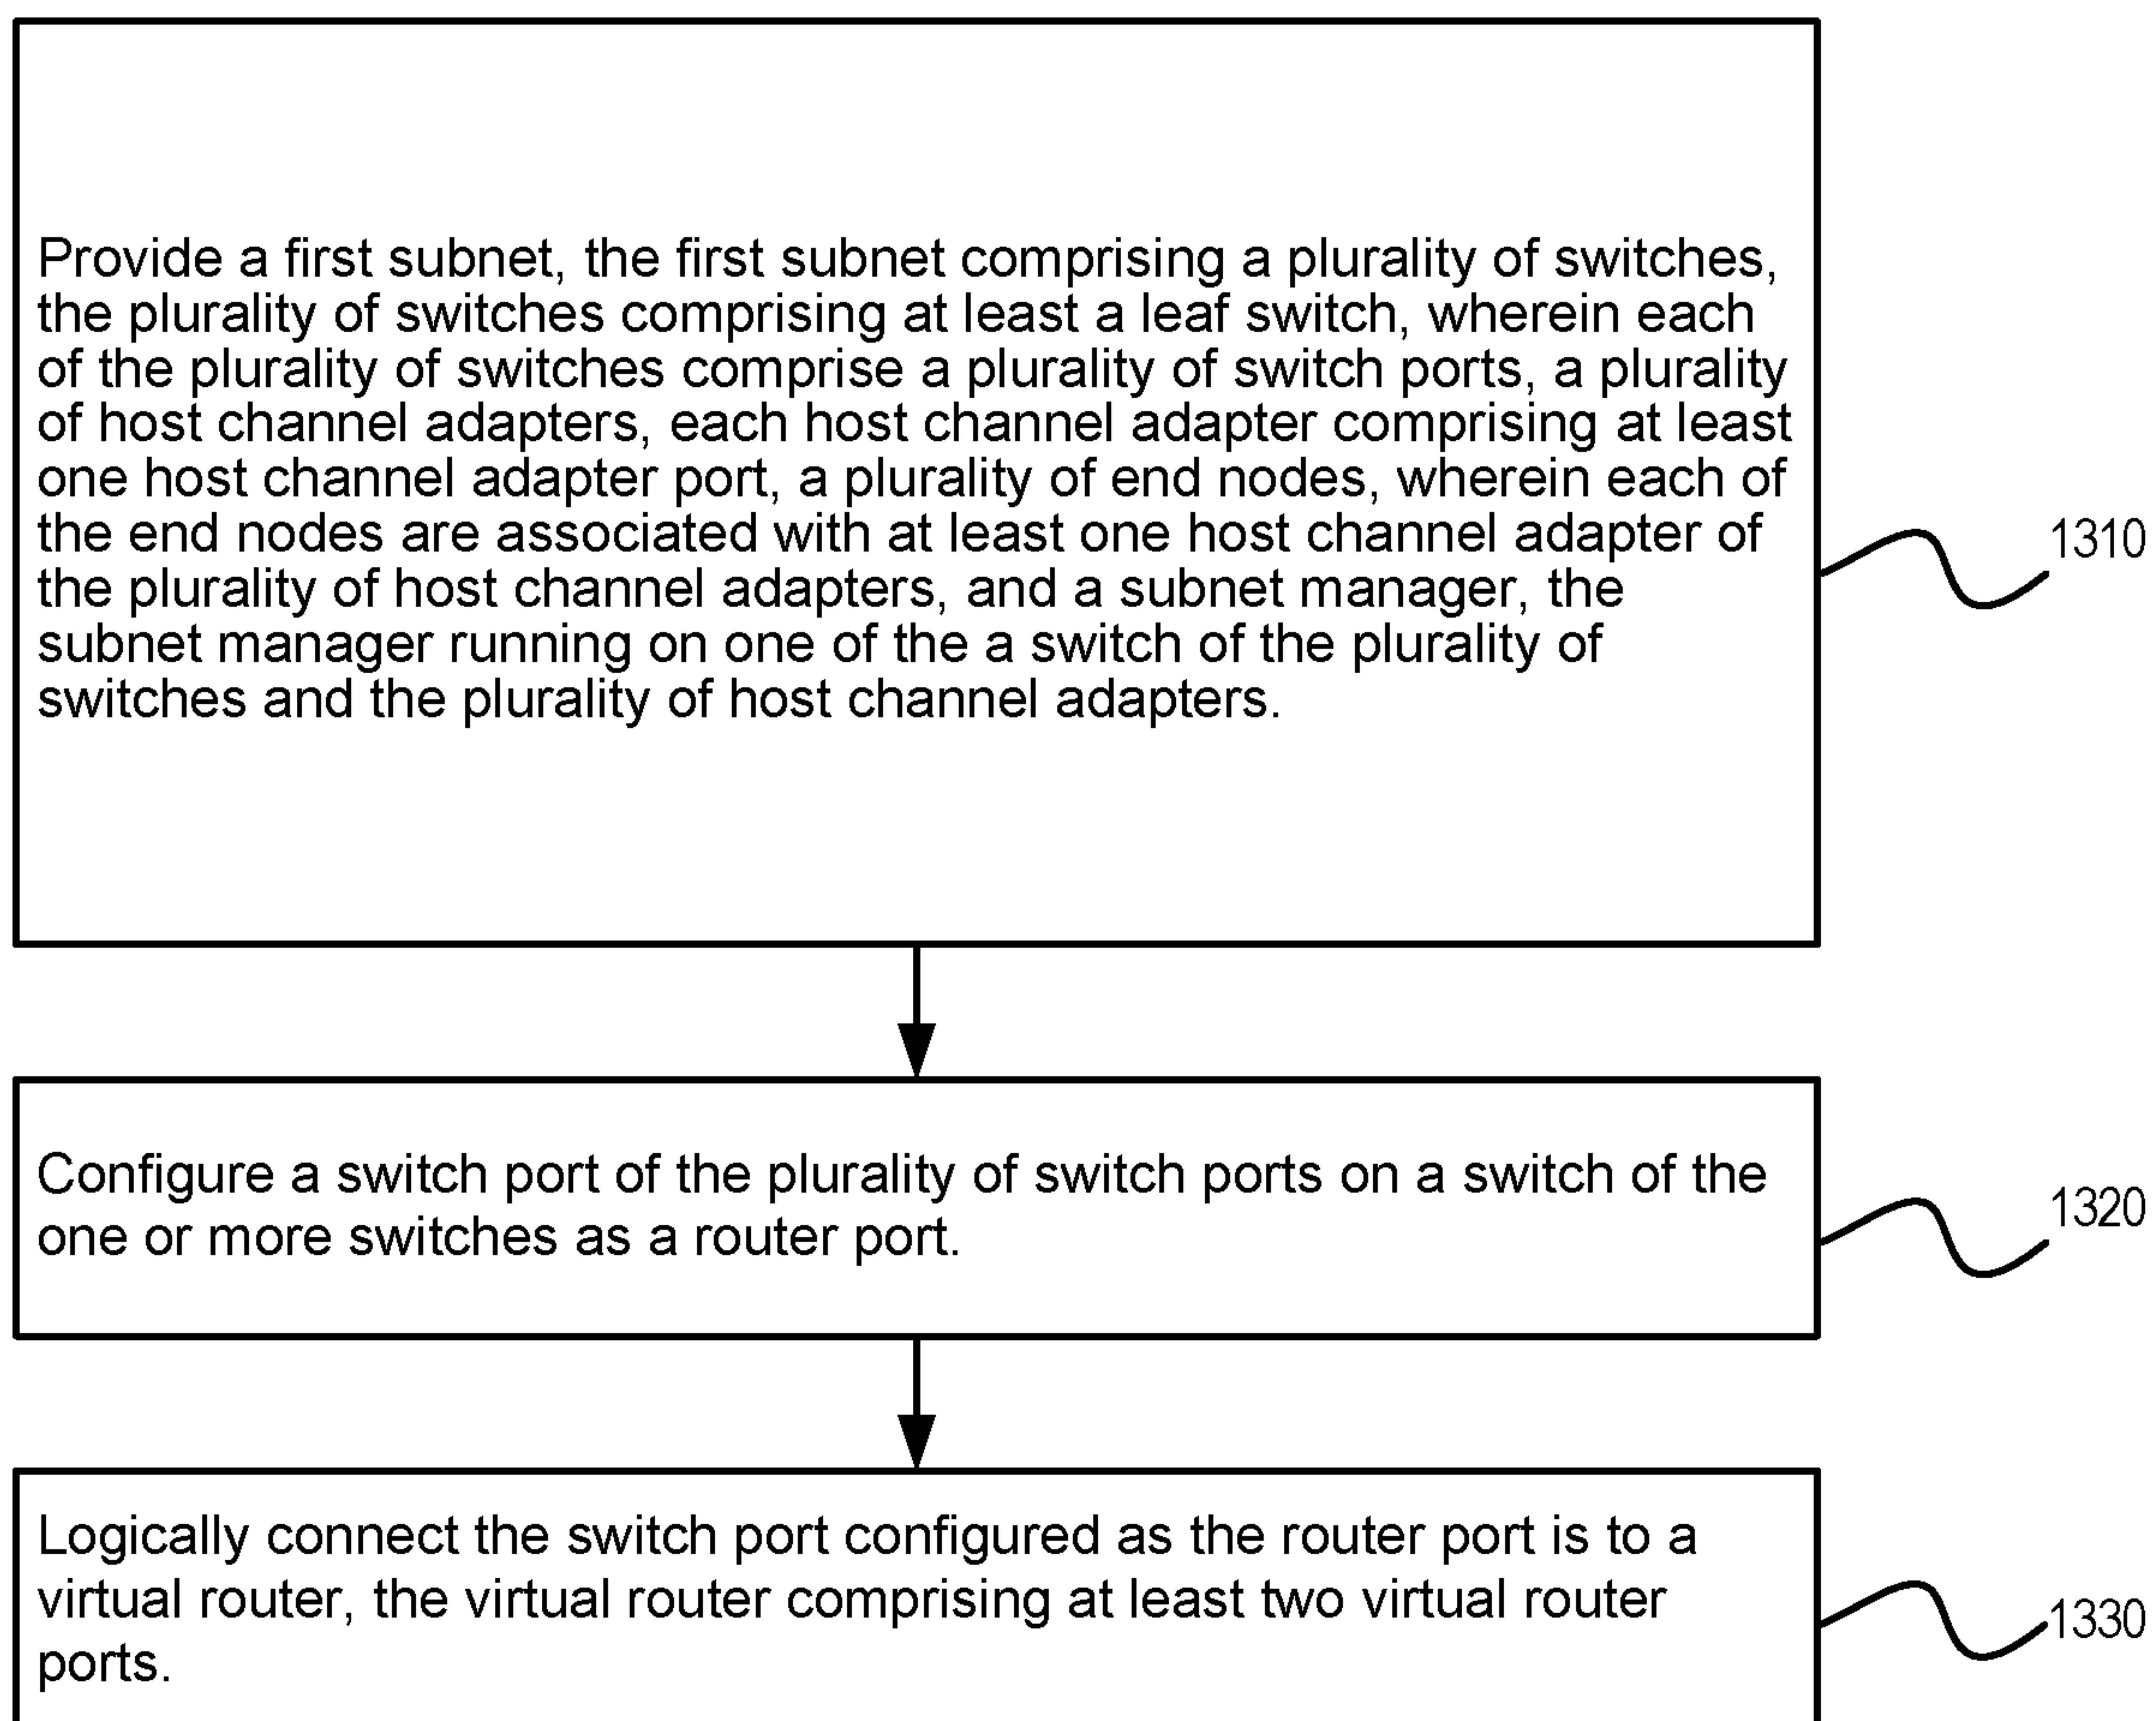 Provide a first subnet, the first subnet comprising a plurality of switches,
the plurality of switches comprising at least a leaf switch, wherein each
of the plurality of switches comprise a plurality of switch ports, a plurality
of host channel adapters, each host channel adapter comprising at least
one host channel adapter port, a plurality of end nodes, wherein each of
the end nodes are associated with at least one host channel adapter of
the plurality of host channel adapters, and a subnet manager, the
subnet manager running on one of the a switch of the plurality of
switches and the plurality of host channel adapters.
1310
Configure a switch port of the plurality of switch ports on a switch of the
one or more switches as a router port.
1320
Logically connect the switch port configured as the router port is to a
virtual router, the virtual router comprising at least two virtual router
ports.
1330